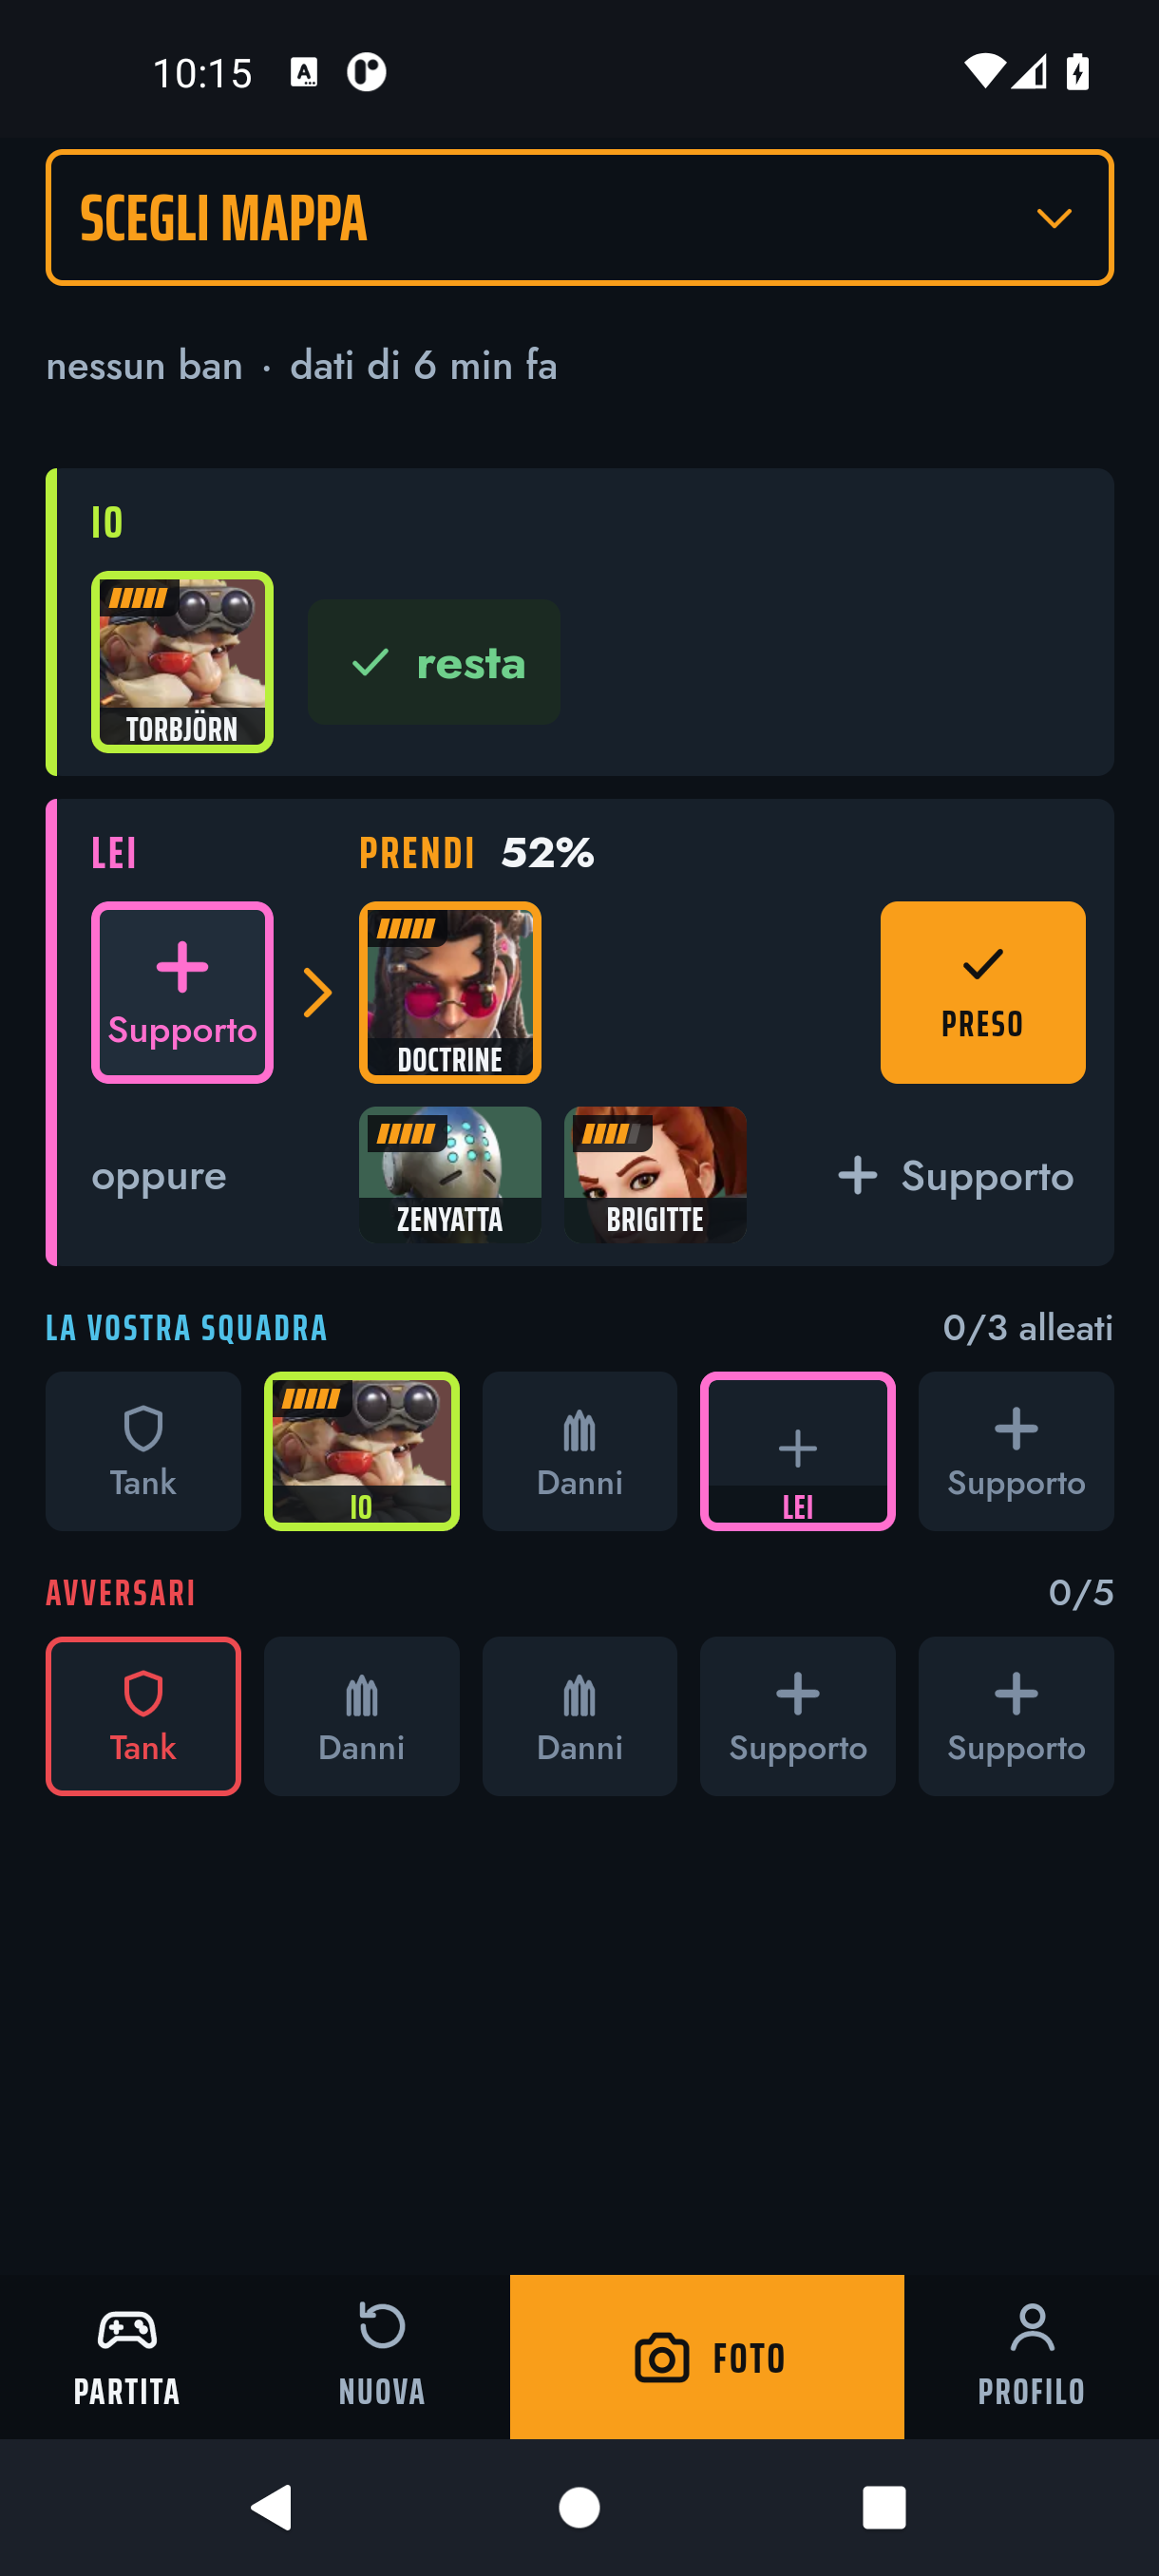 10:15
SCEGLI MAPPA
nessun ban · dati di 6 min fa
IO
TORBJÖRN
resta
LEI
PRENDI 52%
Supporto
DOCTRINE
PRESO
oppure
ZENYATTA
BRIGITTE
Supporto
LA VOSTRA SQUADRA
0/3 alleati
Tank
IO
Danni
LEI
Supporto
AVVERSARI
0/5
Tank
Danni
Danni
Supporto
Supporto
PARTITA
NUOVA
FOTO
PROFILO